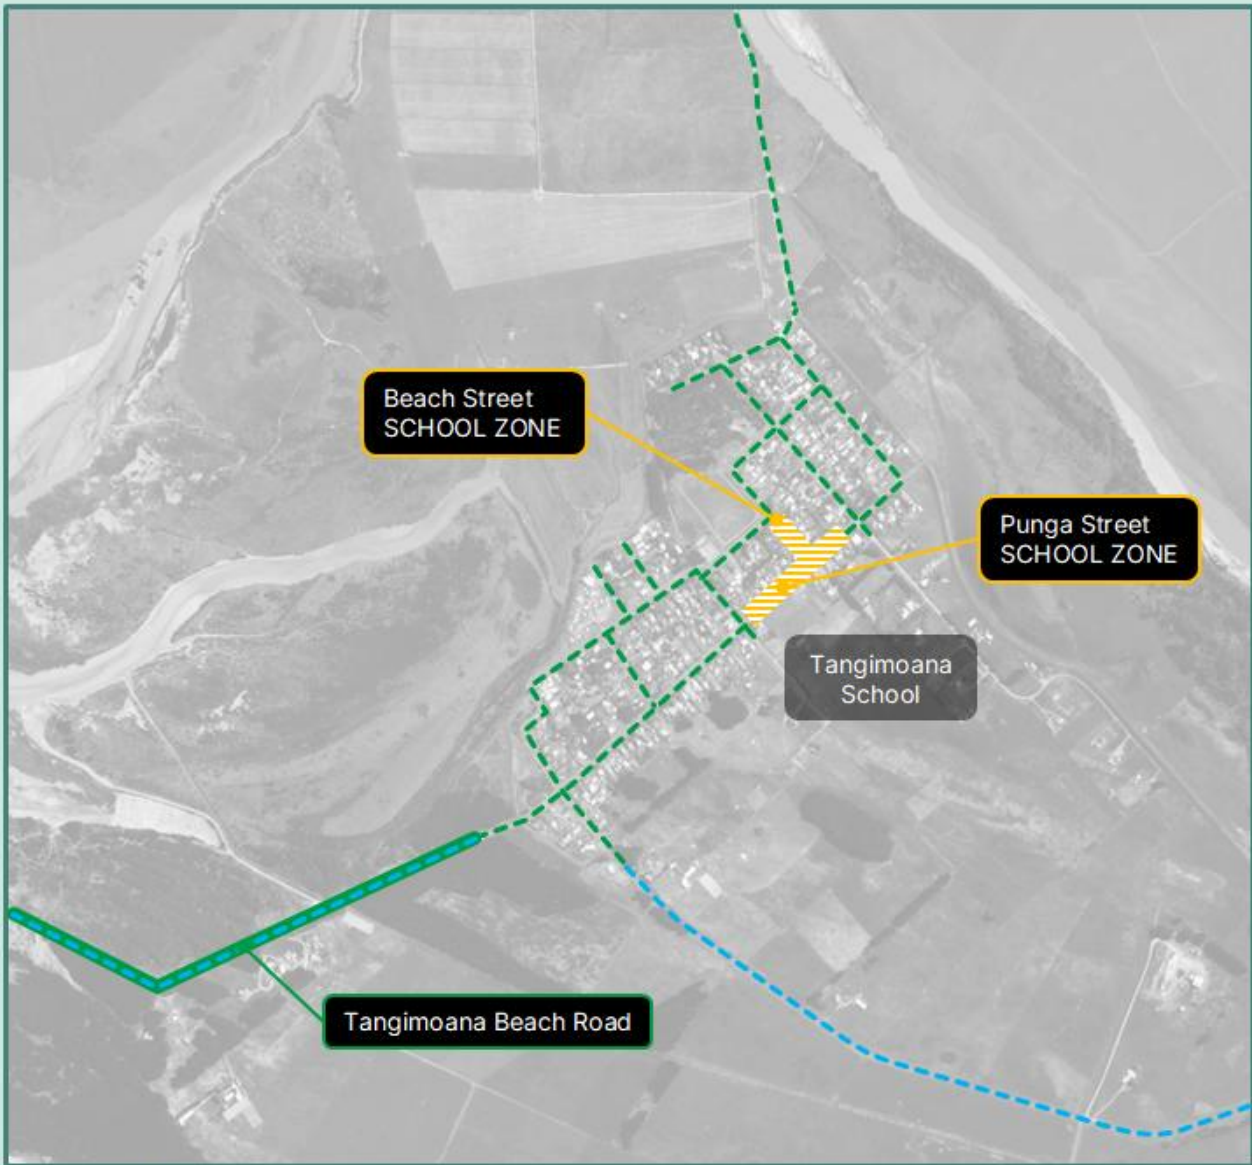 Beach Street
SCHOOL ZONE
Punga Street
SCHOOL ZONE
Tangimoana
School
Tangimoana Beach Road